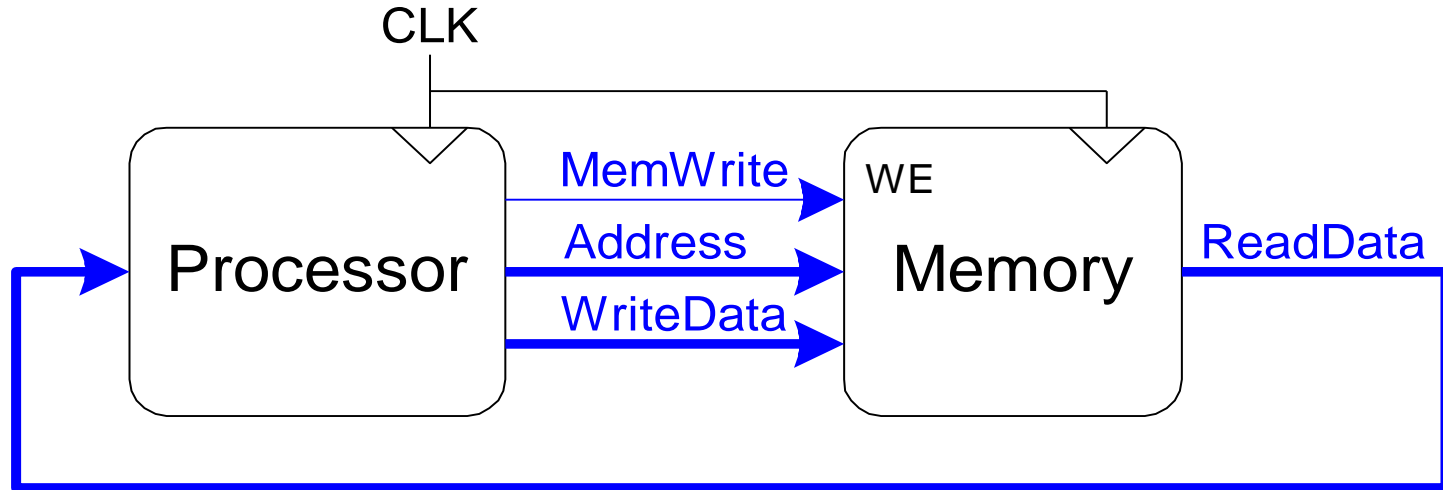 CLK
MemWrite
WE
Address
Processor
Memory
ReadData
WriteData